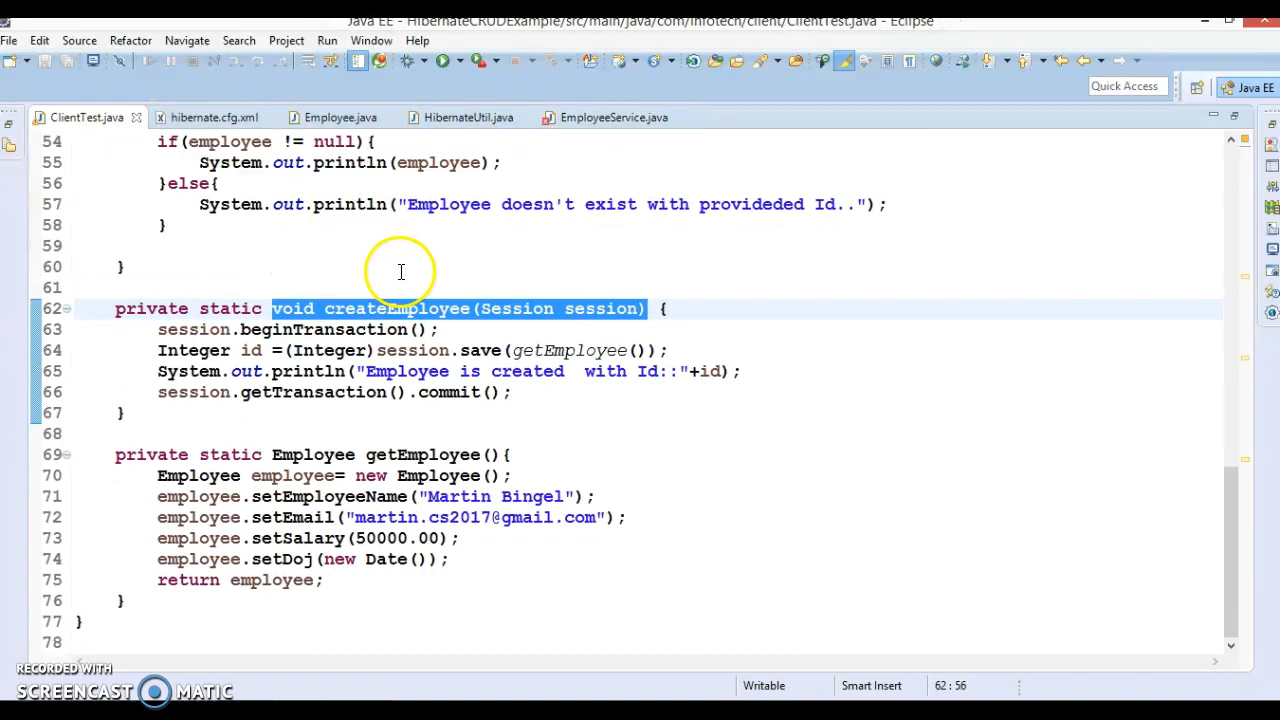 Java EE - HibernateCRUDExample/src/main/java/com/infotech/client/ClientTest.java - Eclipse
File Edit Source Refactor Navigate Search Project Run Window Help
Quick Access Java EE
ClientTest.java hibernate.cfg.xml Employee.java HibernateUtil.java EmployeeService.java
54 if(employee != null){
55 System.out.println(employee);
56 }else{
57 System.out.println("Employee doesn't exist with provideded Id..");
58 }
59
60 }
61
62 private static void createEmployee(Session session) {
63 session.beginTransaction();
64 Integer id =(Integer)session.save(getEmployee());
65 System.out.println("Employee is created  with Id::"+id);
66 session.getTransaction().commit();
67 }
68
69 private static Employee getEmployee(){
70 Employee employee= new Employee();
71 employee.setEmployeeName("Martin Bingel");
72 employee.setEmail("martin.cs2017@gmail.com");
73 employee.setSalary(50000.00);
74 employee.setDoj(new Date());
75 return employee;
76 }
77 }
78
RECORDED WITH
SCREENCAST MATIC
Writable Smart Insert 62 : 56